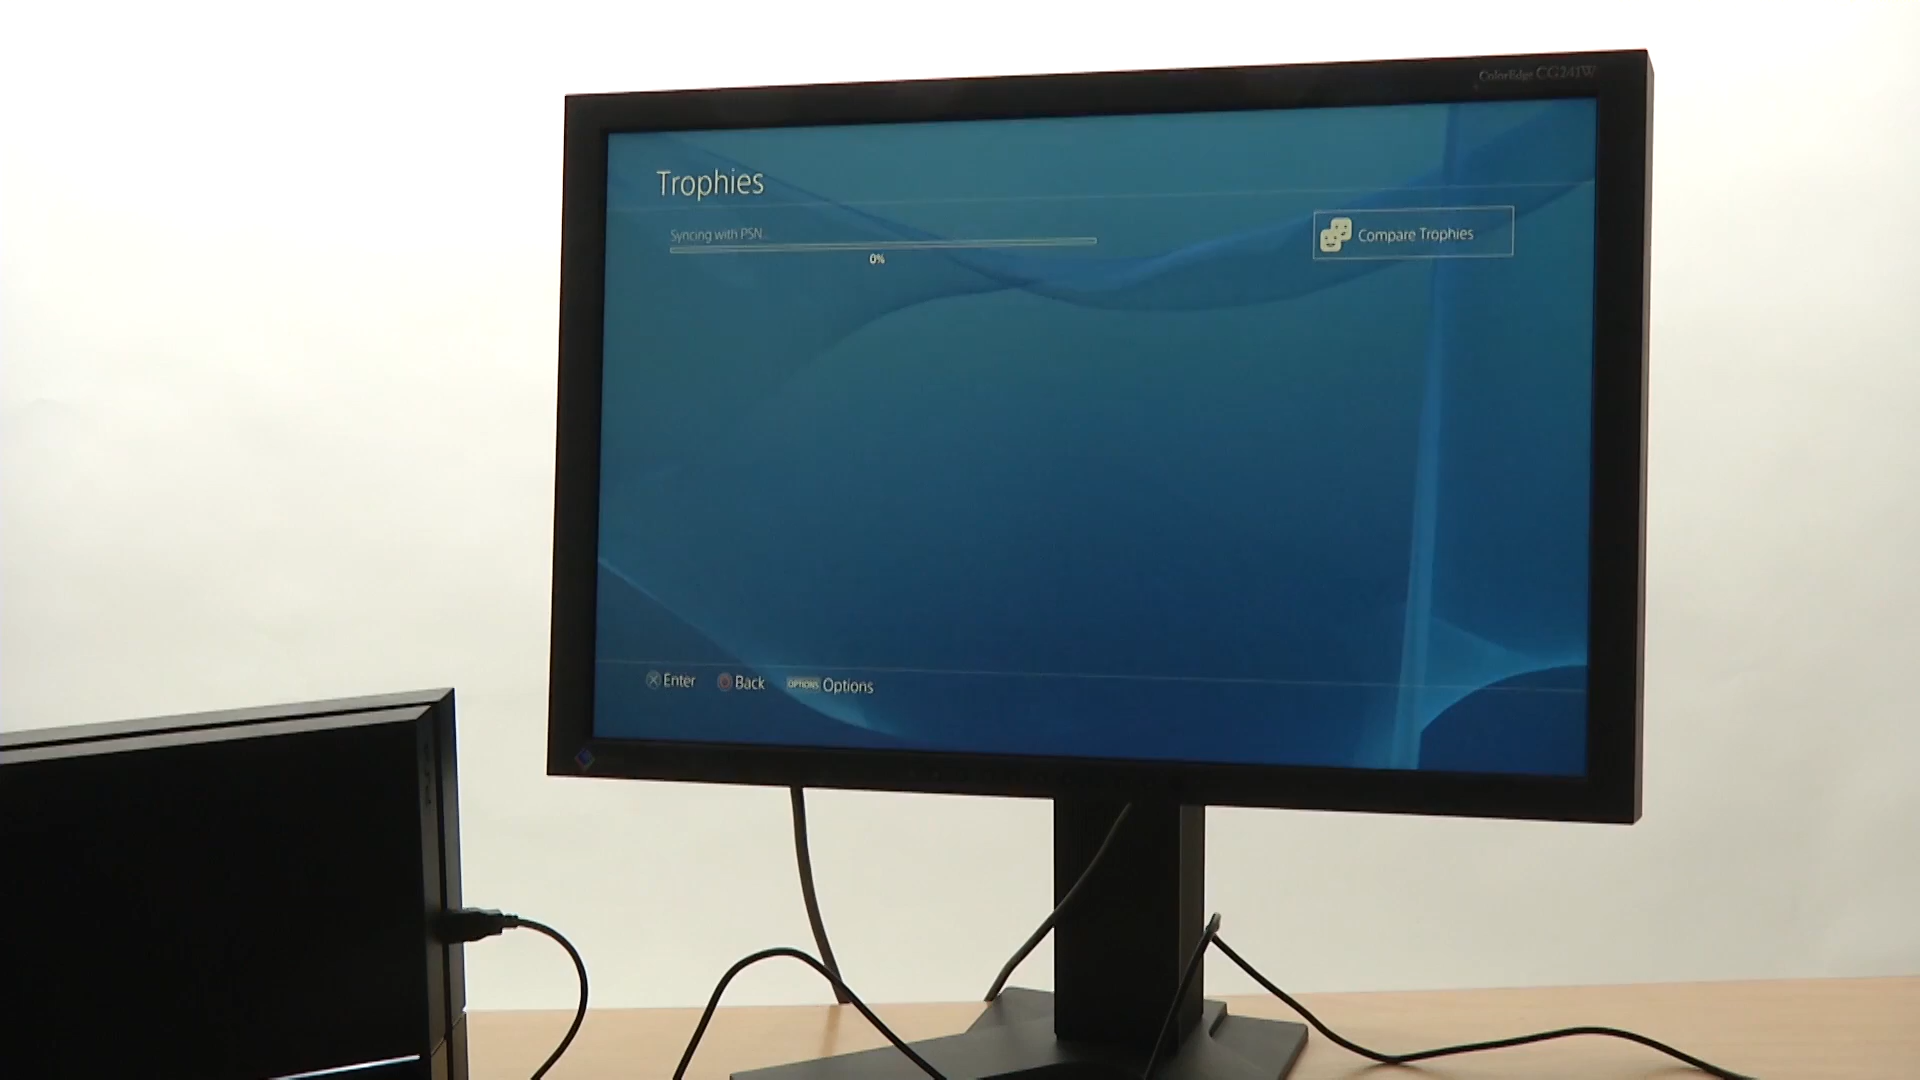 ColorEdge CG241W
Trophies
Syncing with PSN...
0%
Compare Trophies
Enter
Back
OPTIONS Options